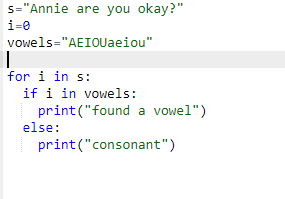 s="Annie are you okay?"
i=0
vowels="AEIOUaeiou"

for i in s:
  if i in vowels:
    print("found a vowel")
  else:
    print("consonant")